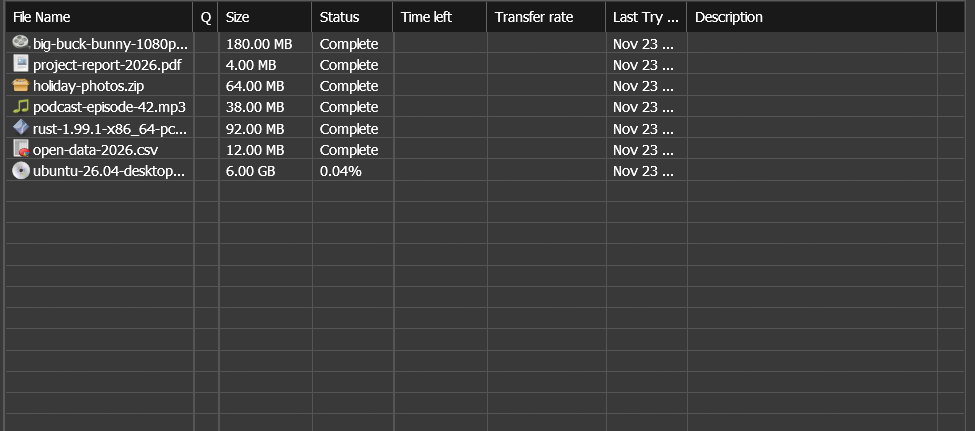 File Name Q Size Status Time left Transfer rate Last Try ... Description
big-buck-bunny-1080p... 180.00 MB Complete Nov 23 ...
project-report-2026.pdf 4.00 MB Complete Nov 23 ...
holiday-photos.zip 64.00 MB Complete Nov 23 ...
podcast-episode-42.mp3 38.00 MB Complete Nov 23 ...
rust-1.99.1-x86_64-pc... 92.00 MB Complete Nov 23 ...
open-data-2026.csv 12.00 MB Complete Nov 23 ...
ubuntu-26.04-desktop... 6.00 GB 0.04% Nov 23 ...